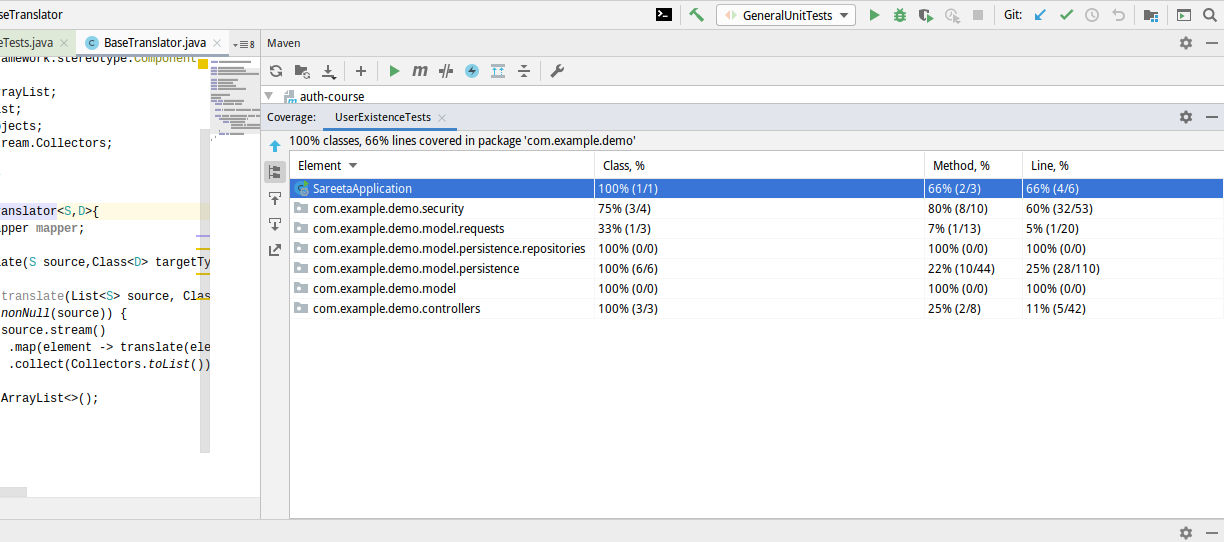 aseTranslator
GeneralUnitTests
Git:
eTests.java
BaseTranslator.java
8
Maven
amework.stereotype.Component
rayList;
st;
jects;
ream.Collectors;
anslator<S,D>{
apper mapper;
ate(S source,Class<D> targetTy
translate(List<S> source, Clas
nonNull(source)) {
source.stream()
.map(element -> translate(ele
.collect(Collectors.toList())
ArrayList<>();
m
auth-course
Coverage:
UserExistenceTests
100% classes, 66% lines covered in package 'com.example.demo'
Element Class, % Method, % Line, %
SareetaApplication 100% (1/1) 66% (2/3) 66% (4/6)
com.example.demo.security 75% (3/4) 80% (8/10) 60% (32/53)
com.example.demo.model.requests 33% (1/3) 7% (1/13) 5% (1/20)
com.example.demo.model.persistence.repositories 100% (0/0) 100% (0/0) 100% (0/0)
com.example.demo.model.persistence 100% (6/6) 22% (10/44) 25% (28/110)
com.example.demo.model 100% (0/0) 100% (0/0) 100% (0/0)
com.example.demo.controllers 100% (3/3) 25% (2/8) 11% (5/42)